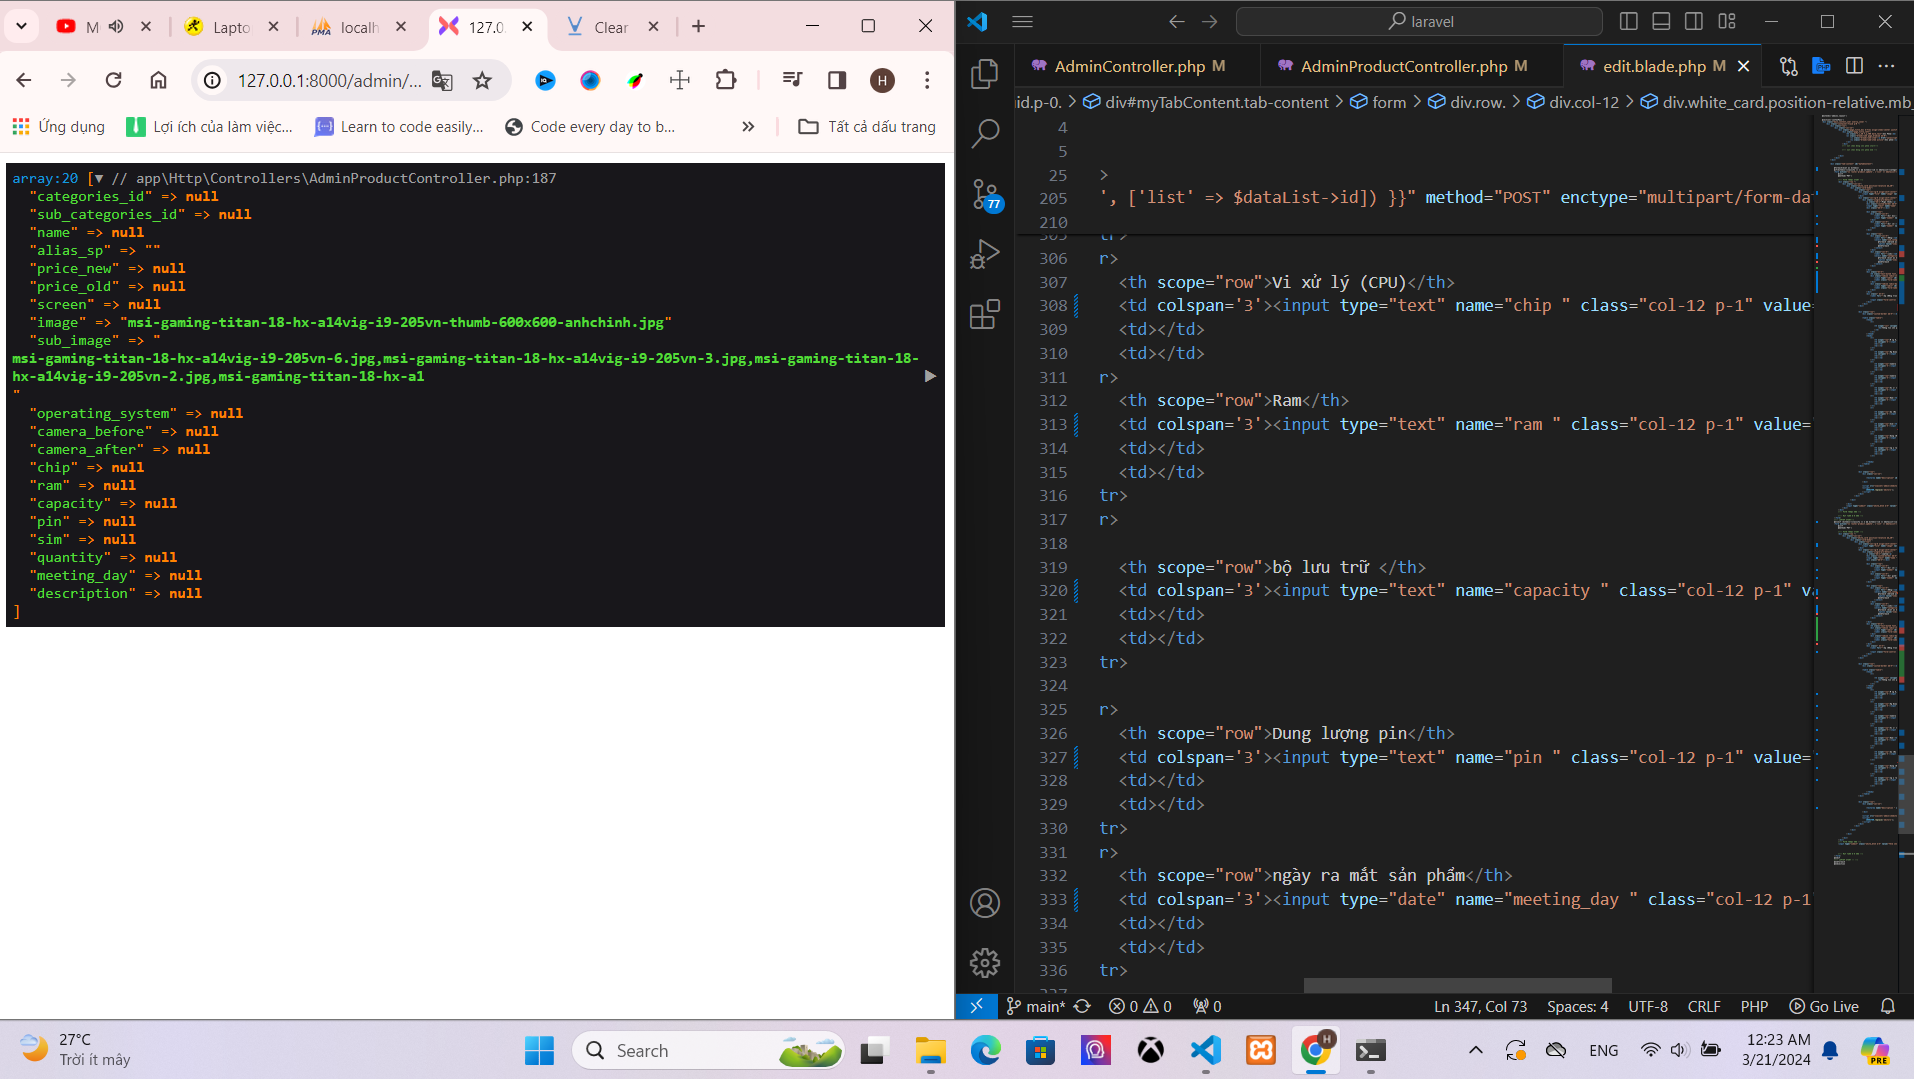 M
Lapto
localh
127.0.
Clear
127.0.0.1:8000/admin/...
H
Ứng dụng
Lợi ích của làm việc...
Learn to code easily...
Code every day to b...
»
Tất cả dấu trang
array:20 [▼ // app\Http\Controllers\AdminProductController.php:187
"categories_id" => null
"sub_categories_id" => null
"name" => null
"alias_sp" => ""
"price_new" => null
"price_old" => null
"screen" => null
"image" => "msi-gaming-titan-18-hx-a14vig-i9-205vn-thumb-600x600-anhchinh.jpg"
"sub_image" => "
msi-gaming-titan-18-hx-a14vig-i9-205vn-6.jpg,msi-gaming-titan-18-hx-a14vig-i9-205vn-3.jpg,msi-gaming-titan-18-
hx-a14vig-i9-205vn-2.jpg,msi-gaming-titan-18-hx-a1
"
"operating_system" => null
"camera_before" => null
"camera_after" => null
"chip" => null
"ram" => null
"capacity" => null
"pin" => null
"sim" => null
"quantity" => null
"meeting_day" => null
"description" => null
]
laravel
AdminController.php M
AdminProductController.php M
edit.blade.php M
iid.p-0. > div#myTabContent.tab-content > form > div.row. > div.col-12 > div.white_card.position-relative.mb_
77
4
5
25 >
205 ', ['list' => $dataList->id]) }}" method="POST" enctype="multipart/form-da
210
305 tr>
306 r>
307 <th scope="row">Vi xử lý (CPU)</th>
308 <td colspan='3'><input type="text" name="chip " class="col-12 p-1" value=
309 <td></td>
310 <td></td>
311 r>
312 <th scope="row">Ram</th>
313 <td colspan='3'><input type="text" name="ram " class="col-12 p-1" value=
314 <td></td>
315 <td></td>
316 tr>
317 r>
318
319 <th scope="row">bộ lưu trữ </th>
320 <td colspan='3'><input type="text" name="capacity " class="col-12 p-1" va
321 <td></td>
322 <td></td>
323 tr>
324
325 r>
326 <th scope="row">Dung lượng pin</th>
327 <td colspan='3'><input type="text" name="pin " class="col-12 p-1" value=
328 <td></td>
329 <td></td>
330 tr>
331 r>
332 <th scope="row">ngày ra mắt sản phẩm</th>
333 <td colspan='3'><input type="date" name="meeting_day " class="col-12 p-1
334 <td></td>
335 <td></td>
336 tr>
main* 0 0 0 Ln 347, Col 73 Spaces: 4 UTF-8 CRLF PHP Go Live
27°C
Trời ít mây
Search
H
ENG
12:23 AM
3/21/2024
PRE